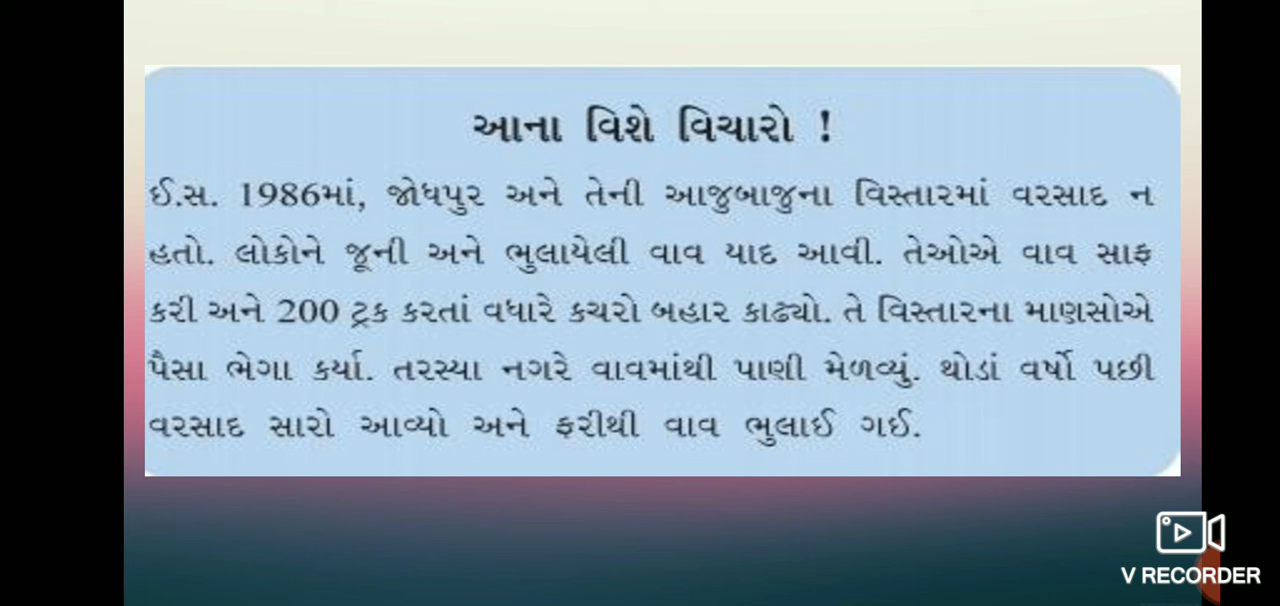 આના વિશે વિચારો !
ઈ.સ. 1986માં, જોધપુર અને તેની આજુબાજુના વિસ્તારમાં વરસાદ ન
હતો. લોકોને જૂની અને ભુલાયેલી વાવ યાદ આવી. તેઓએ વાવ સાફ
કરી અને 200 ટ્રક કરતાં વધારે કચરો બહાર કાઢ્યો. તે વિસ્તારના માણસોએ
પૈસા ભેગા કર્યા. તરસ્યા નગરે વાવમાંથી પાણી મેળવ્યું. થોડાં વર્ષો પછી
વરસાદ સારો આવ્યો અને ફરીથી વાવ ભુલાઈ ગઈ.
V RECORDER